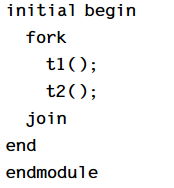 initial begin
  fork
    t1();
    t2();
  join
end
endmodule